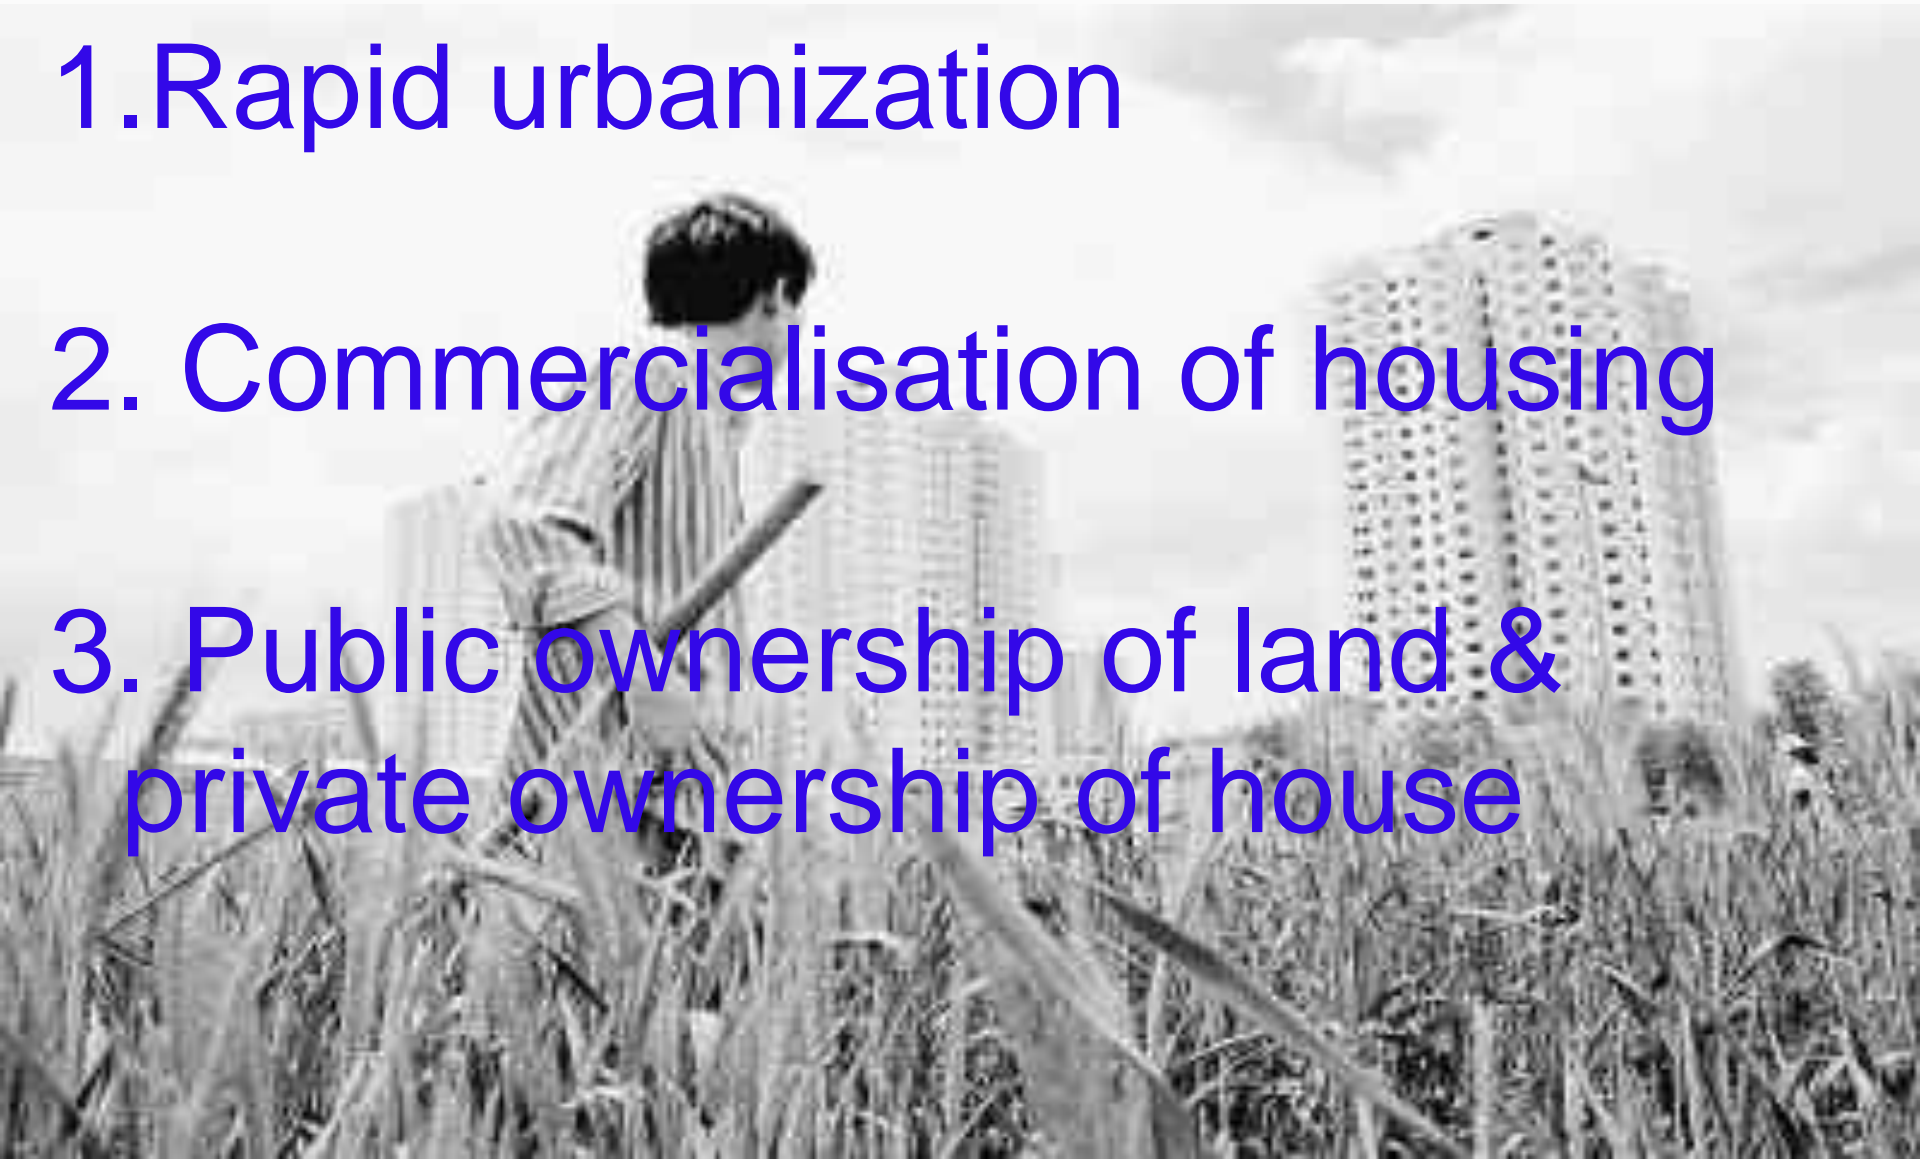 1.Rapid urbanization
2. Commercialisation of housing
3. Public ownership of land &
private ownership of house